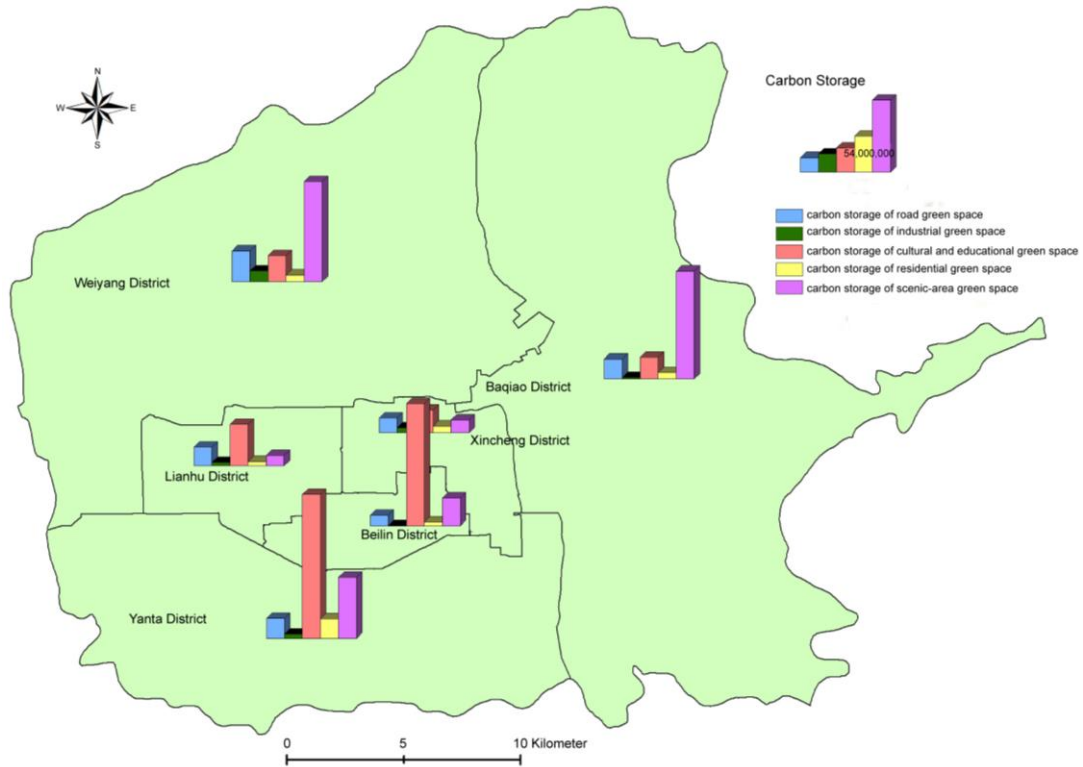 N
W E
S
Carbon Storage
54,000,000
carbon storage of road green space
carbon storage of industrial green space
carbon storage of cultural and educational green space
carbon storage of residential green space
carbon storage of scenic-area green space
Weiyang District
Baqiao District
Xincheng District
Lianhu District
Beilin District
Yanta District
0 5 10 Kilometer